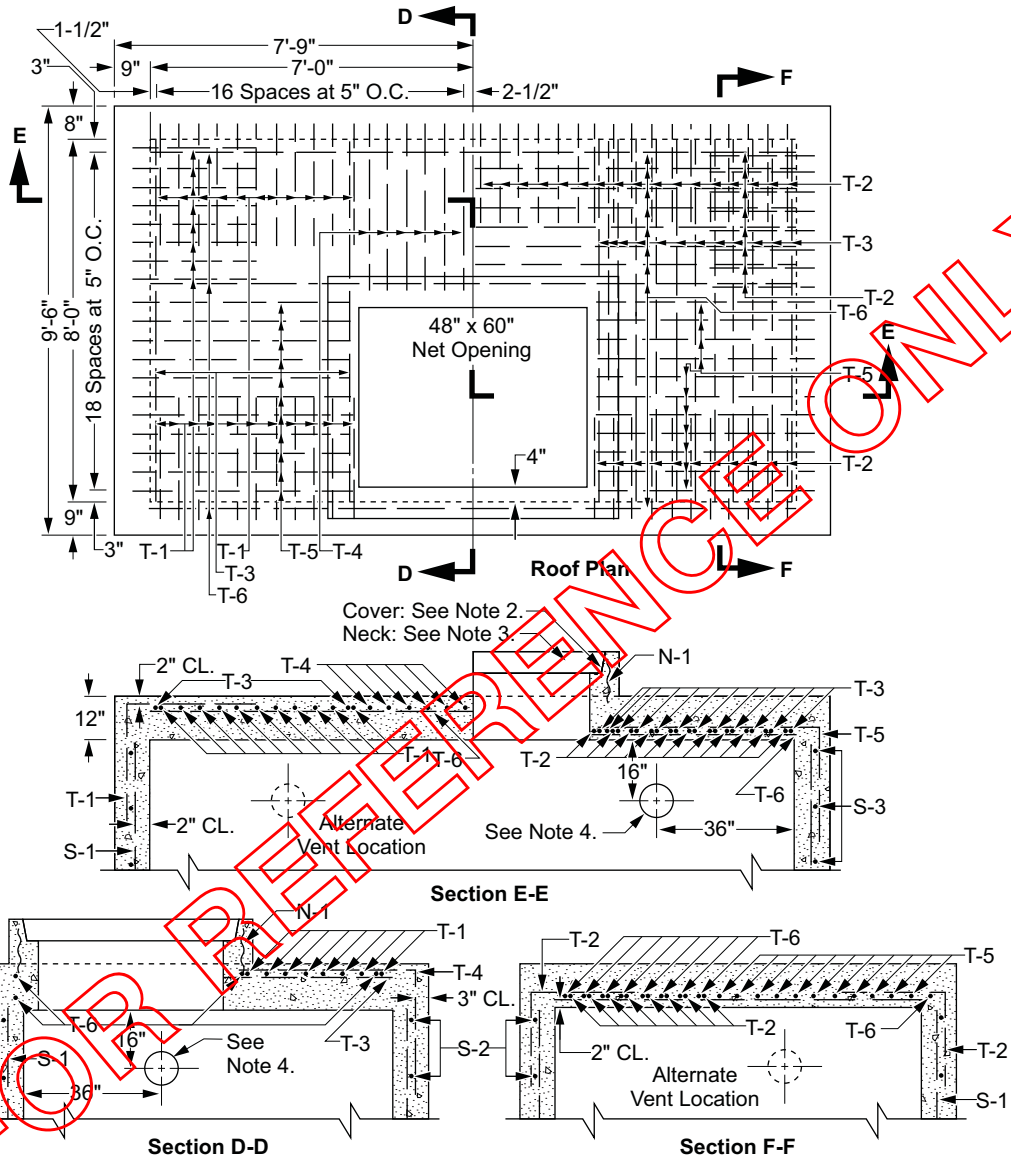 D
1-1/2"
7'-9"
3"
9"
7'-0"
F
16 Spaces at 5" O.C.
2-1/2"
8"
E
T-2
T-3
18 Spaces at 5" O.C.
8'-0"
9'-6"
T-2
T-6
48" x 60"
Net Opening
E
T-5
4"
T-2
9"
3"
T-1
T-1
T-5
T-4
T-3
T-6
D
Roof Plan
F
Cover: See Note 2.
Neck: See Note 3.
2" CL.
T-4
N-1
T-3
T-3
12"
T-5
T-1
T-6
T-2
16"
T-6
T-1
S-3
2" CL.
Alternate
Vent Location
See Note 4.
36"
S-1
Section E-E
N-1
T-1
T-2
T-6
T-5
T-4
3" CL.
T-6
16"
T-3
S-2
T-2
T-6
See
Note 4.
2" CL.
T-2
S-1
36"
Alternate
Vent Location
S-1
Section D-D
Section F-F
FOR REFERENCE ONLY